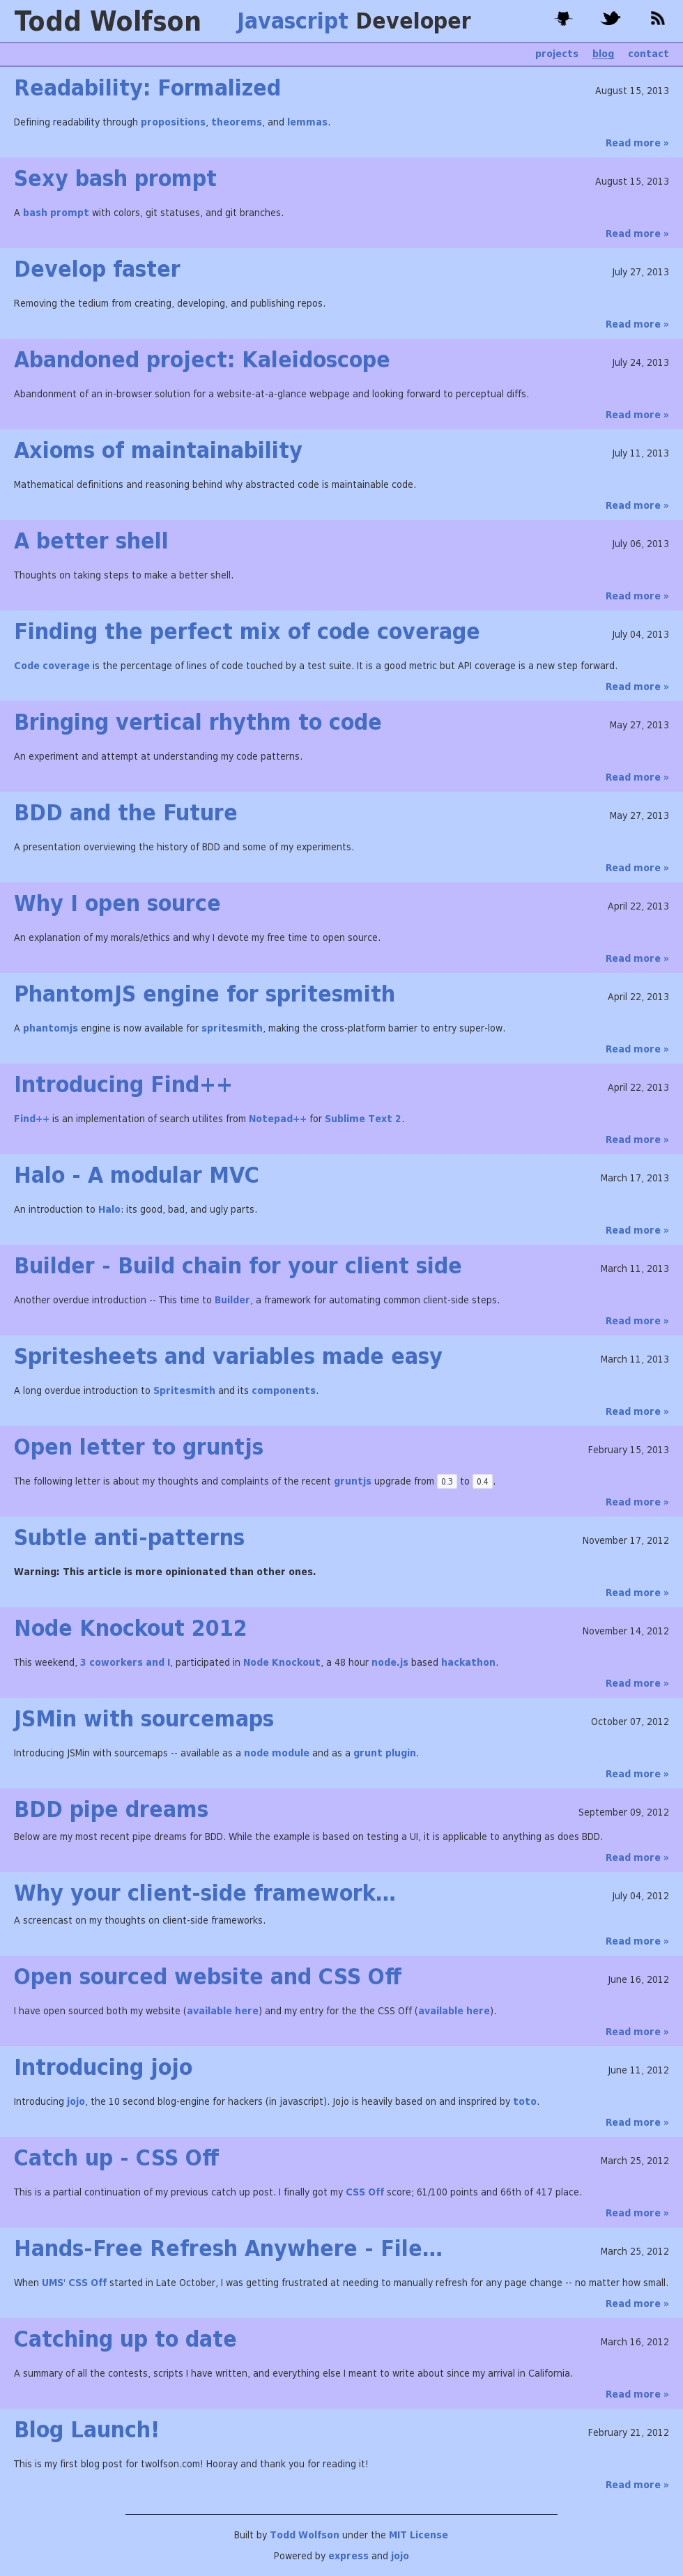 Todd Wolfson Javascript Developer
projects blog contact
Readability: Formalized August 15, 2013
Defining readability through propositions, theorems, and lemmas.
Read more »
Sexy bash prompt August 15, 2013
A bash prompt with colors, git statuses, and git branches.
Read more »
Develop faster July 27, 2013
Removing the tedium from creating, developing, and publishing repos.
Read more »
Abandoned project: Kaleidoscope July 24, 2013
Abandonment of an in-browser solution for a website-at-a-glance webpage and looking forward to perceptual diffs.
Read more »
Axioms of maintainability July 11, 2013
Mathematical definitions and reasoning behind why abstracted code is maintainable code.
Read more »
A better shell July 06, 2013
Thoughts on taking steps to make a better shell.
Read more »
Finding the perfect mix of code coverage July 04, 2013
Code coverage is the percentage of lines of code touched by a test suite. It is a good metric but API coverage is a new step forward.
Read more »
Bringing vertical rhythm to code May 27, 2013
An experiment and attempt at understanding my code patterns.
Read more »
BDD and the Future May 27, 2013
A presentation overviewing the history of BDD and some of my experiments.
Read more »
Why I open source April 22, 2013
An explanation of my morals/ethics and why I devote my free time to open source.
Read more »
PhantomJS engine for spritesmith April 22, 2013
A phantomjs engine is now available for spritesmith, making the cross-platform barrier to entry super-low.
Read more »
Introducing Find++ April 22, 2013
Find++ is an implementation of search utilites from Notepad++ for Sublime Text 2.
Read more »
Halo - A modular MVC March 17, 2013
An introduction to Halo: its good, bad, and ugly parts.
Read more »
Builder - Build chain for your client side March 11, 2013
Another overdue introduction -- This time to Builder, a framework for automating common client-side steps.
Read more »
Spritesheets and variables made easy March 11, 2013
A long overdue introduction to Spritesmith and its components.
Read more »
Open letter to gruntjs February 15, 2013
The following letter is about my thoughts and complaints of the recent gruntjs upgrade from 0.3 to 0.4.
Read more »
Subtle anti-patterns November 17, 2012
Warning: This article is more opinionated than other ones.
Read more »
Node Knockout 2012 November 14, 2012
This weekend, 3 coworkers and I, participated in Node Knockout, a 48 hour node.js based hackathon.
Read more »
JSMin with sourcemaps October 07, 2012
Introducing JSMin with sourcemaps -- available as a node module and as a grunt plugin.
Read more »
BDD pipe dreams September 09, 2012
Below are my most recent pipe dreams for BDD. While the example is based on testing a UI, it is applicable to anything as does BDD.
Read more »
Why your client-side framework... July 04, 2012
A screencast on my thoughts on client-side frameworks.
Read more »
Open sourced website and CSS Off June 16, 2012
I have open sourced both my website (available here) and my entry for the the CSS Off (available here).
Read more »
Introducing jojo June 11, 2012
Introducing jojo, the 10 second blog-engine for hackers (in javascript). Jojo is heavily based on and insprired by toto.
Read more »
Catch up - CSS Off March 25, 2012
This is a partial continuation of my previous catch up post. I finally got my CSS Off score; 61/100 points and 66th of 417 place.
Read more »
Hands-Free Refresh Anywhere - File... March 25, 2012
When UMS' CSS Off started in Late October, I was getting frustrated at needing to manually refresh for any page change -- no matter how small.
Read more »
Catching up to date March 16, 2012
A summary of all the contests, scripts I have written, and everything else I meant to write about since my arrival in California.
Read more »
Blog Launch! February 21, 2012
This is my first blog post for twolfson.com! Hooray and thank you for reading it!
Read more »
Built by Todd Wolfson under the MIT License
Powered by express and jojo